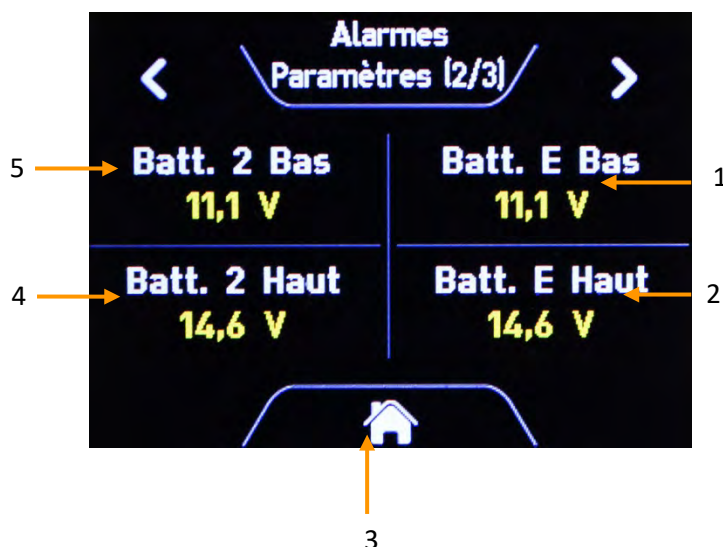 Alarmes
Paramètres (2/3)
5
Batt. 2 Bas
11,1 V
Batt. E Bas
11,1 V
1
4
Batt. 2 Haut
14,6 V
Batt. E Haut
14,6 V
2
3